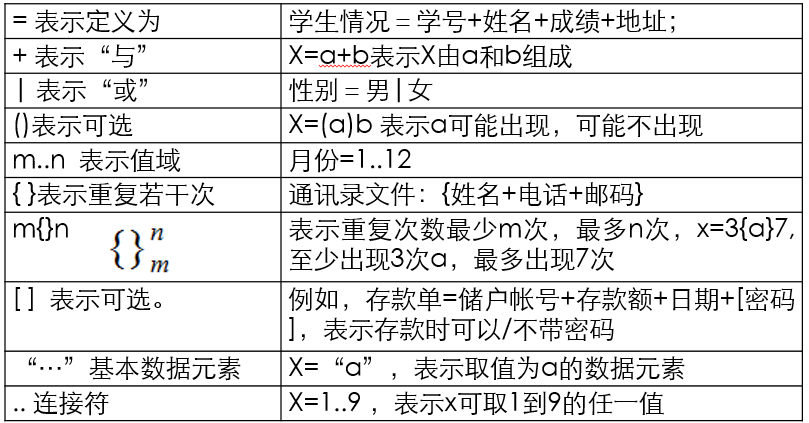 = 表示定义为 学生情况 = 学号+姓名+成绩+地址；
+ 表示“与” X=a+b表示X由a和b组成
| 表示“或” 性别 = 男 | 女
()表示可选 X=(a)b 表示a可能出现，可能不出现
m..n 表示值域 月份=1..12
{ }表示重复若干次 通讯录文件：{姓名+电话+邮码}
m{}n {}ⁿₘ 表示重复次数最少m次，最多n次，x=3{a}7,
至少出现3次a，最多出现7次
[ ] 表示可选。 例如，存款单=储户帐号+存款额+日期+[密码
]，表示存款时可以/不带密码
“…”基本数据元素 X=“a”，表示取值为a的数据元素
.. 连接符 X=1..9 ，表示x可取1到9的任一值